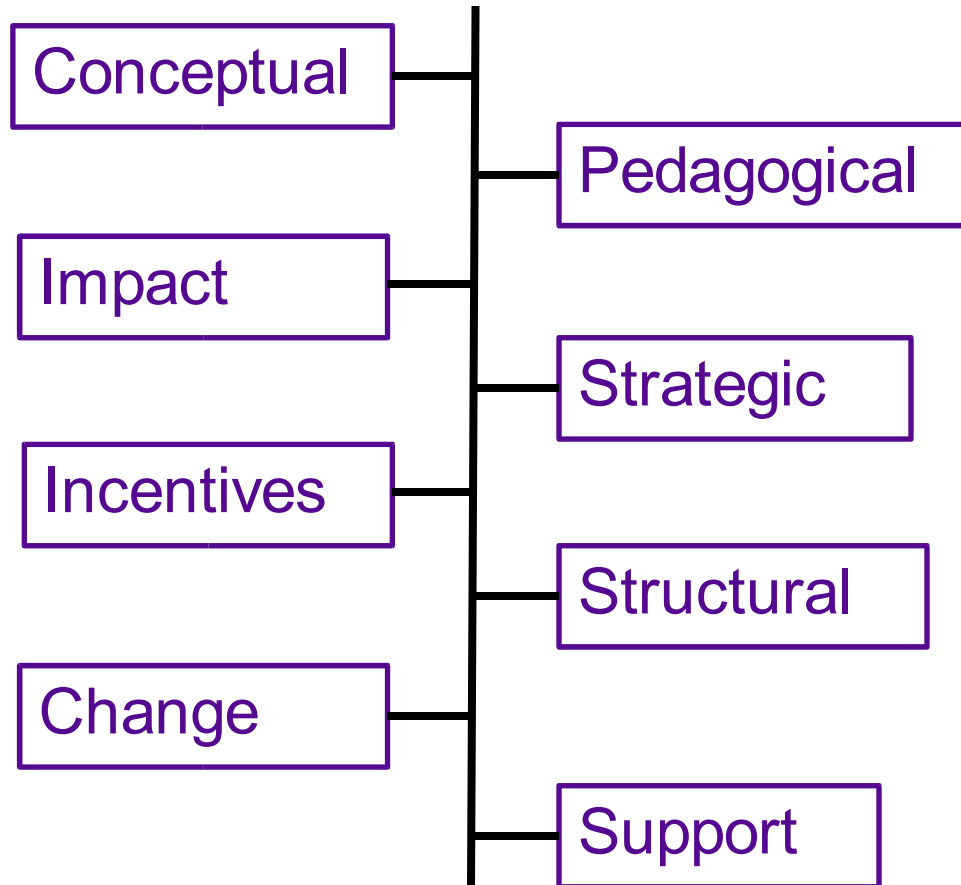 Conceptual
Pedagogical
Impact
Strategic
Incentives
Structural
Change
Support